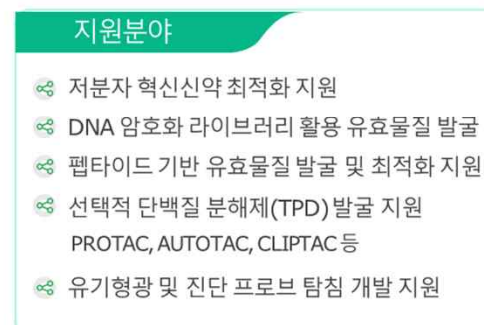 지원분야
저분자 혁신신약 최적화 지원
DNA 암호화 라이브러리 활용 유효물질 발굴
펩타이드 기반 유효물질 발굴 및 최적화 지원
선택적 단백질 분해제(TPD) 발굴 지원
PROTAC, AUTOTAC, CLIPTAC 등
유기형광 및 진단 프로브 탐침 개발 지원